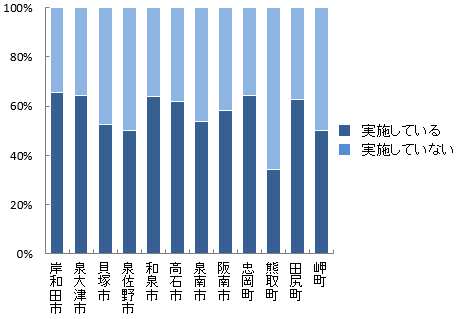 100%
80%
60%
40%
20%
0%
実施している
実施していない
岸和田市
泉大津市
貝塚市
泉佐野市
和泉市
高石市
泉南市
阪南市
忠岡町
熊取町
田尻町
岬町